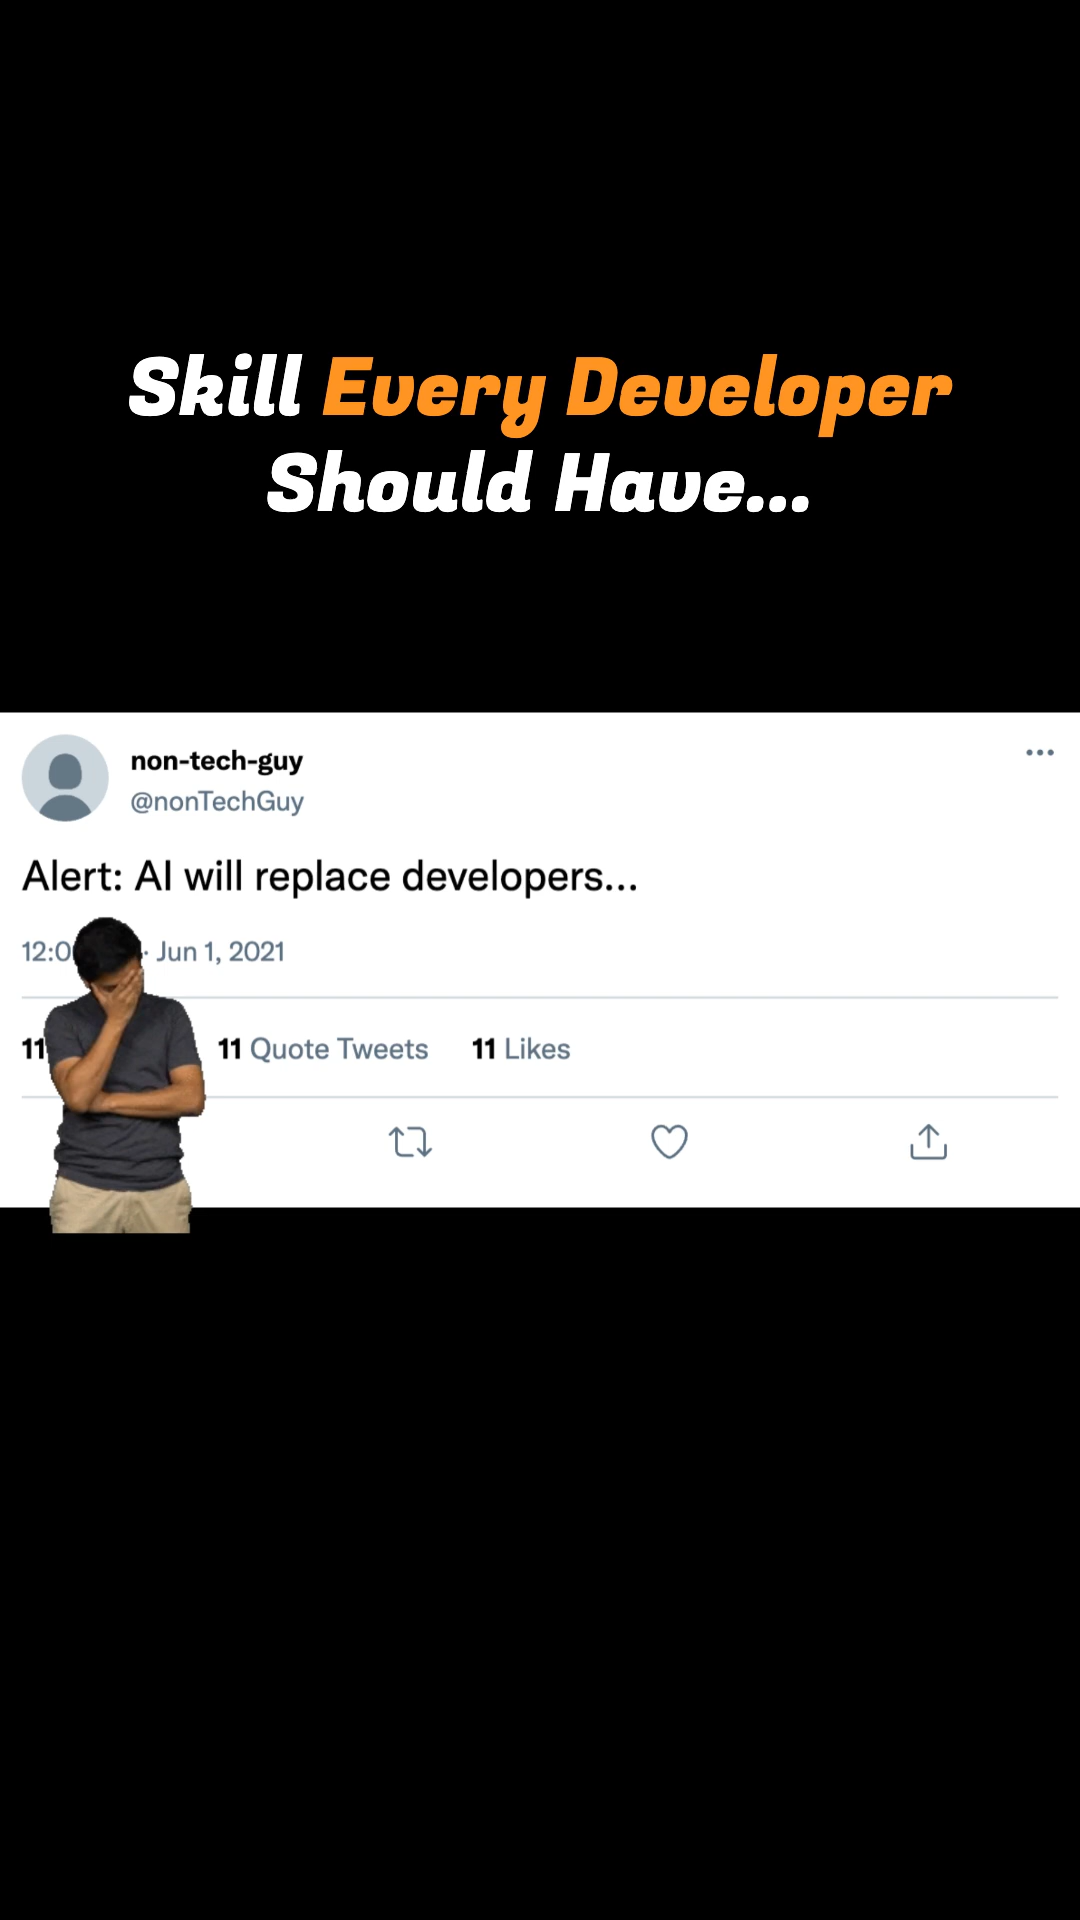 Skill Every Developer
Should Have...
non-tech-guy
@nonTechGuy
Alert: AI will replace developers...
· Jun 1, 2021
11 11 Quote Tweets 11 Likes